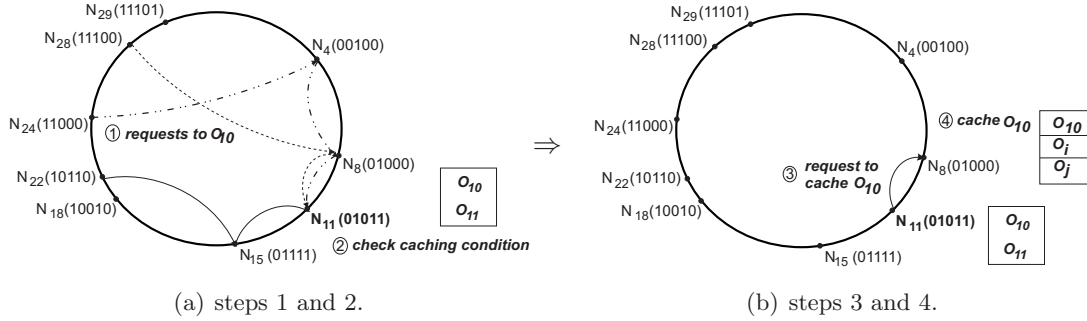 N29(11101)
N28(11100)
N4(00100)
N24(11000)
① requests to O10
N22(10110)
N18(10010)
N8(01000)
N11(01011)
② check caching condition
N15(01111)
O10
O11
(a) steps 1 and 2.
⇒
N29(11101)
N28(11100)
N4(00100)
N24(11000)
④ cache O10
O10
Oi
Oj
N8(01000)
③ request to
cache O10
N22(10110)
N18(10010)
N11(01011)
O10
O11
N15(01111)
(b) steps 3 and 4.